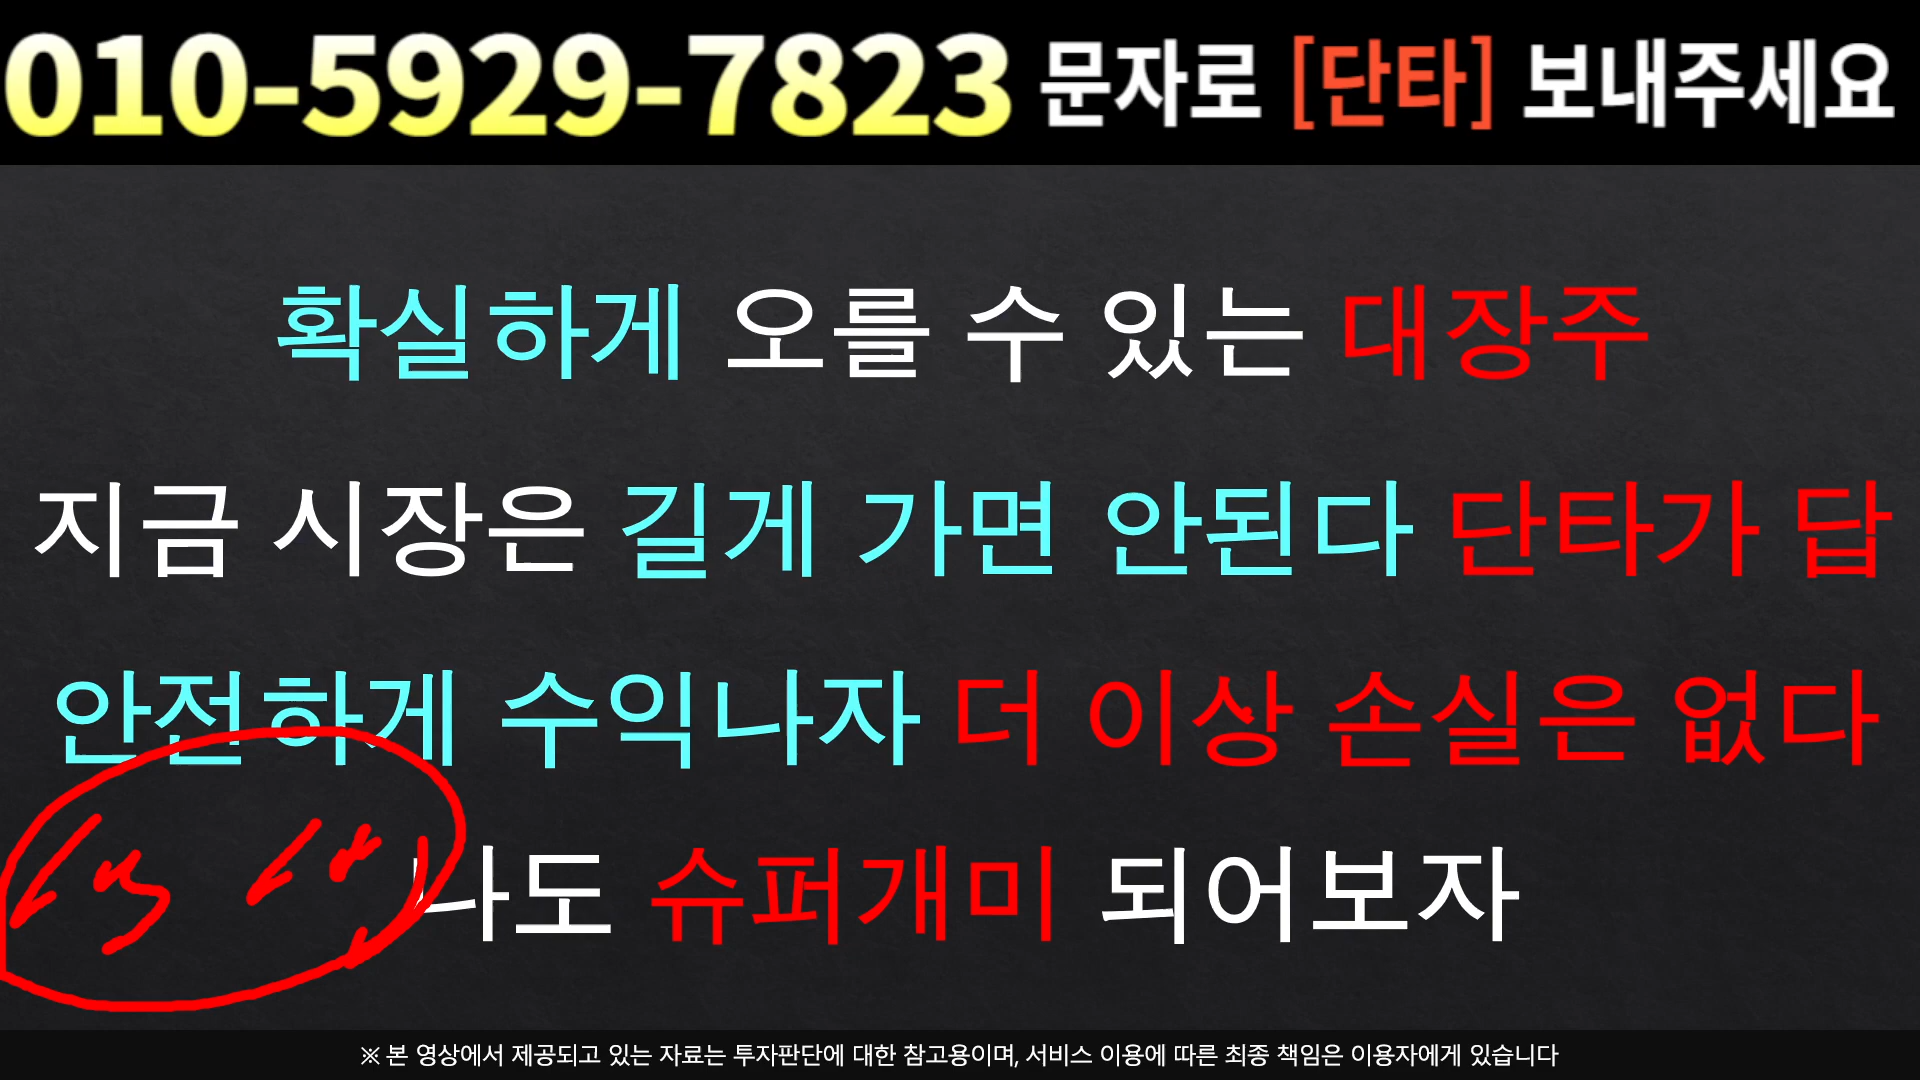 010-5929-7823 문자로 [단타] 보내주세요
확실하게 오를 수 있는 대장주
지금 시장은 길게 가면 안된다 단타가 답
안전하게 수익나자 더 이상 손실은 없다
나도 슈퍼개미 되어보자
※ 본 영상에서 제공되고 있는 자료는 투자판단에 대한 참고용이며, 서비스 이용에 따른 최종 책임은 이용자에게 있습니다